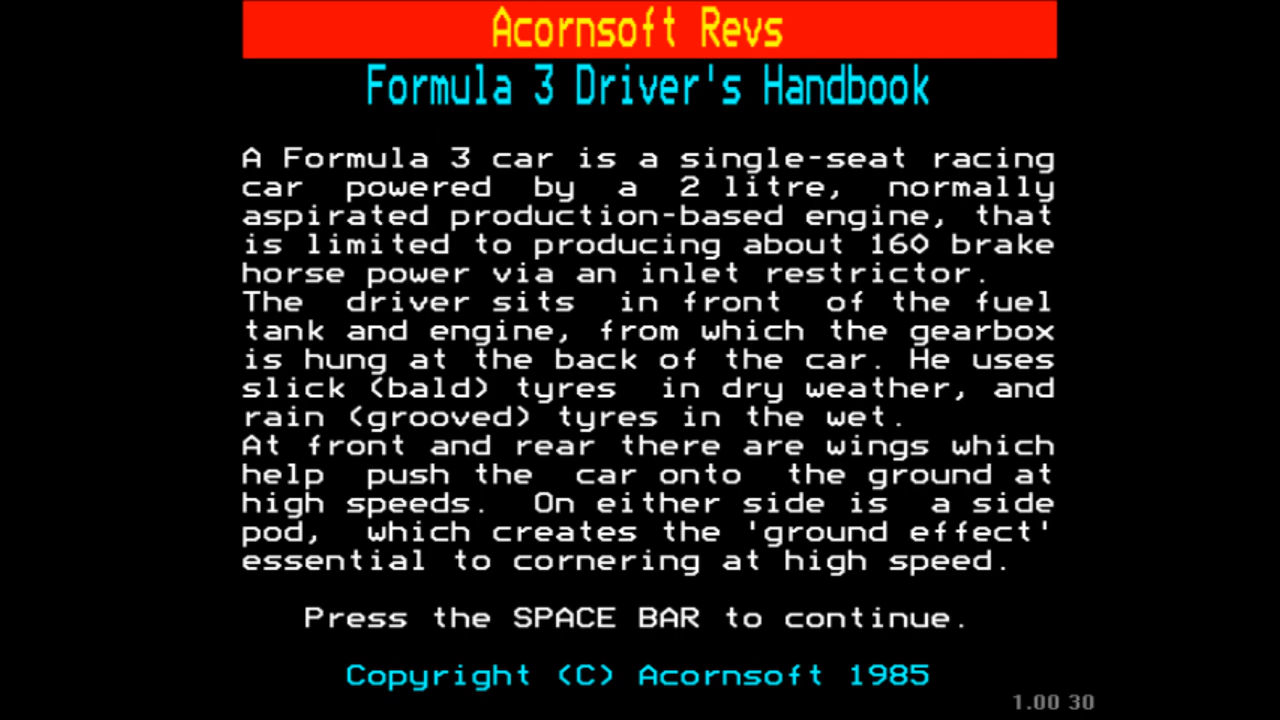 Acornsoft Revs
Formula 3 Driver's Handbook
A Formula 3 car is a single-seat racing
car powered by a 2 litre, normally
aspirated production-based engine, that
is limited to producing about 160 brake
horse power via an inlet restrictor.
The driver sits in front of the fuel
tank and engine, from which the gearbox
is hung at the back of the car. He uses
slick (bald) tyres in dry weather, and
rain (grooved) tyres in the wet.
At front and rear there are wings which
help push the car onto the ground at
high speeds. On either side is a side
pod, which creates the 'ground effect'
essential to cornering at high speed.
Press the SPACE BAR to continue.
Copyright (C) Acornsoft 1985
1.00 30